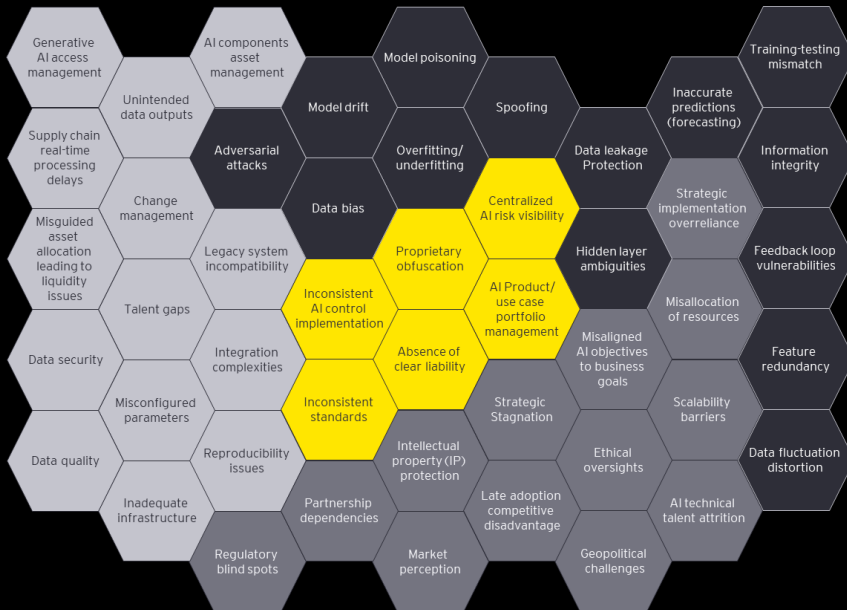 Generative
AI access
management
Supply chain
real-time
processing
delays
Misguided
asset
allocation
leading to
liquidity
issues
Data security
Data quality
Unintended
data outputs
Change
management
Talent gaps
Misconfigured
parameters
Inadequate
infrastructure
AI components
asset
management
Adversarial
attacks
Legacy system
incompatibility
Integration
complexities
Reproducibility
issues
Regulatory
blind spots
Model drift
Data bias
Inconsistent
AI control
implementation
Inconsistent
standards
Partnership
dependencies
Model poisoning
Overfitting/
underfitting
Proprietary
obfuscation
Absence of
clear liability
Intellectual
property (IP)
protection
Market
perception
Spoofing
Centralized
AI risk visibility
AI Product/
use case
portfolio
management
Strategic
Stagnation
Late adoption
competitive
disadvantage
Data leakage
Protection
Hidden layer
ambiguities
Misaligned
AI objectives
to business
goals
Ethical
oversights
Geopolitical
challenges
Inaccurate
predictions
(forecasting)
Strategic
implementation
overreliance
Misallocation
of resources
Scalability
barriers
AI technical
talent attrition
Training-testing
mismatch
Information
integrity
Feedback loop
vulnerabilities
Feature
redundancy
Data fluctuation
distortion